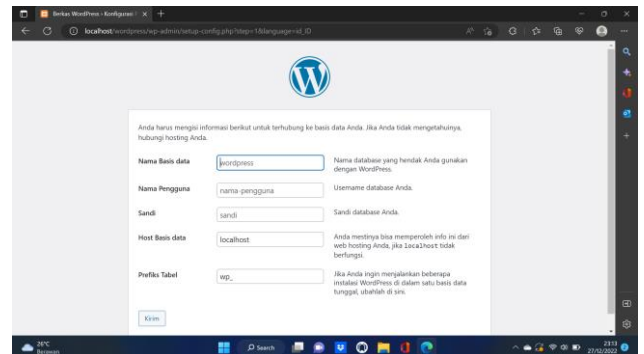 Berkas WordPress › Konfigurasi
localhost/wordpress/wp-admin/setup-config.php?step=1&language=id_ID
Anda harus mengisi informasi berikut untuk terhubung ke basis data Anda. Jika Anda tidak mengetahuinya,
hubungi hosting Anda.
Nama Basis data
wordpress
Nama database yang hendak Anda gunakan
dengan WordPress.
Nama Pengguna
nama-pengguna
Username database Anda.
Sandi
sandi
Sandi database Anda.
Host Basis data
localhost
Anda mestinya bisa memperoleh info ini dari
web hosting Anda, jika localhost tidak
berfungsi.
Prefiks Tabel
wp_
Jika Anda ingin menjalankan beberapa
instalasi WordPress di dalam satu basis data
tunggal, ubahlah di sini.
Kirim
26°C
Berawan
Search
23:13
27/12/2022